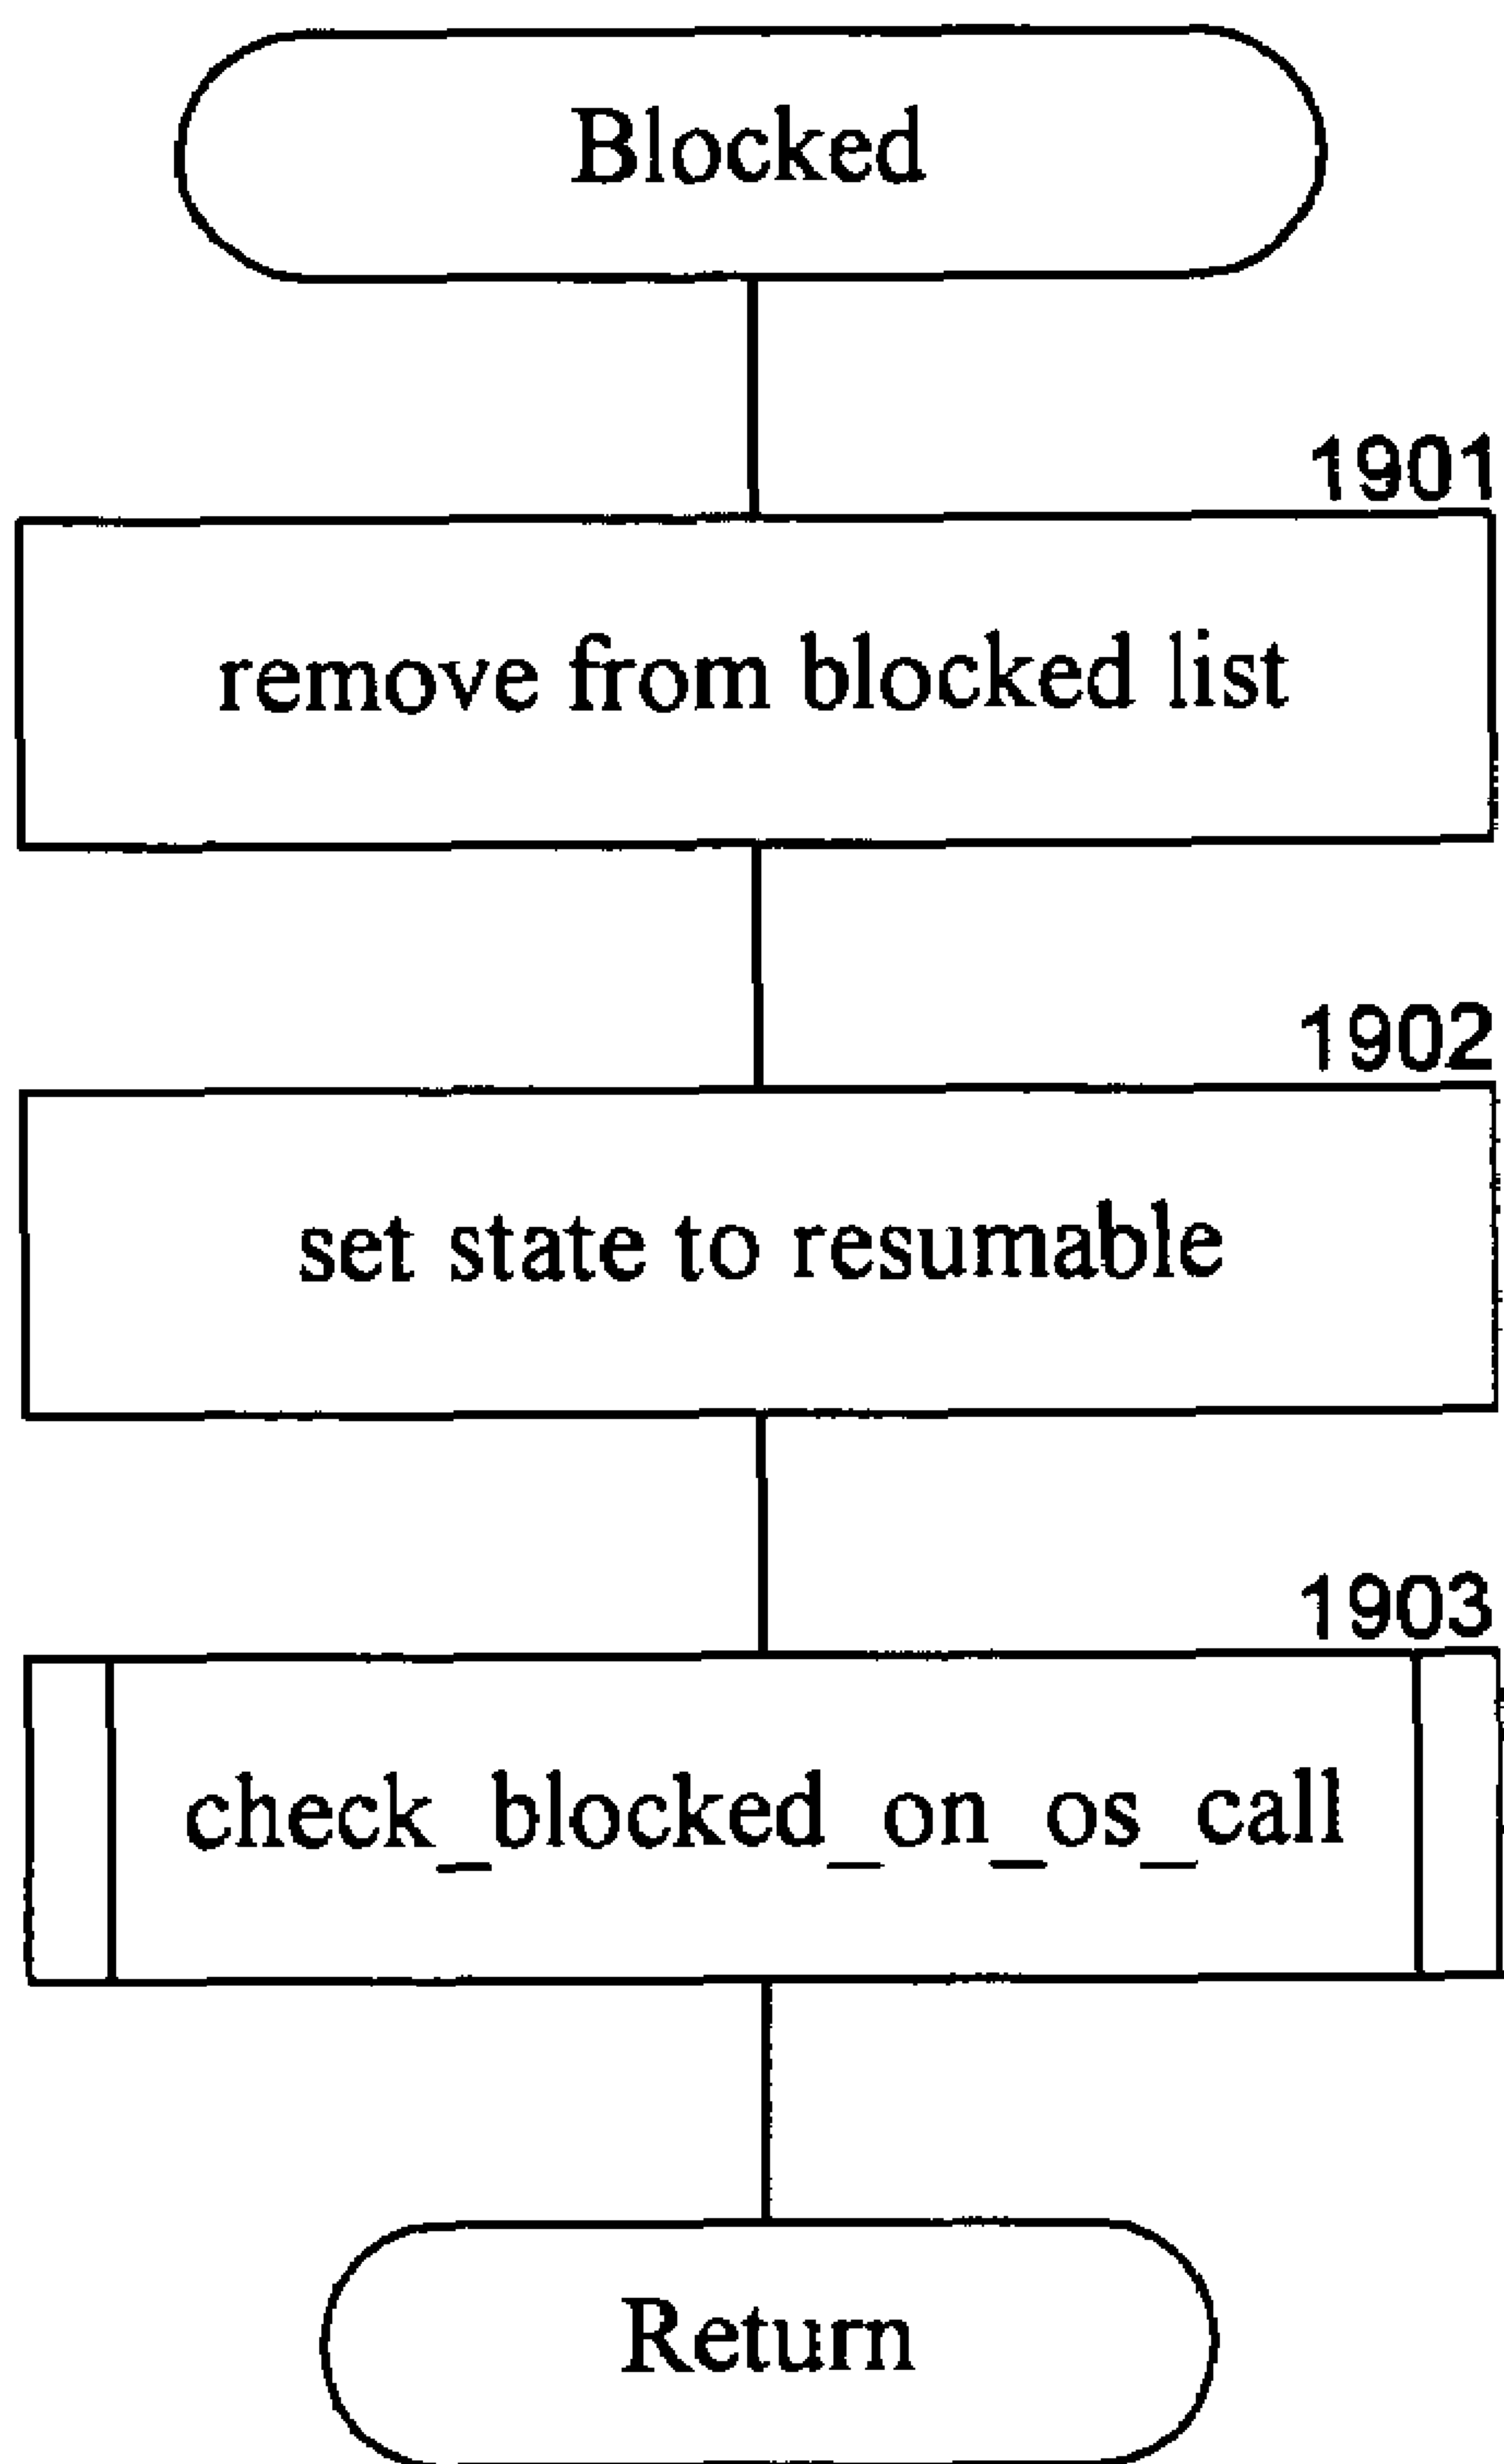 Blocked
1901
remove from blocked list
1902
set state to resumable
1903
check_blocked_on_os_call
Return